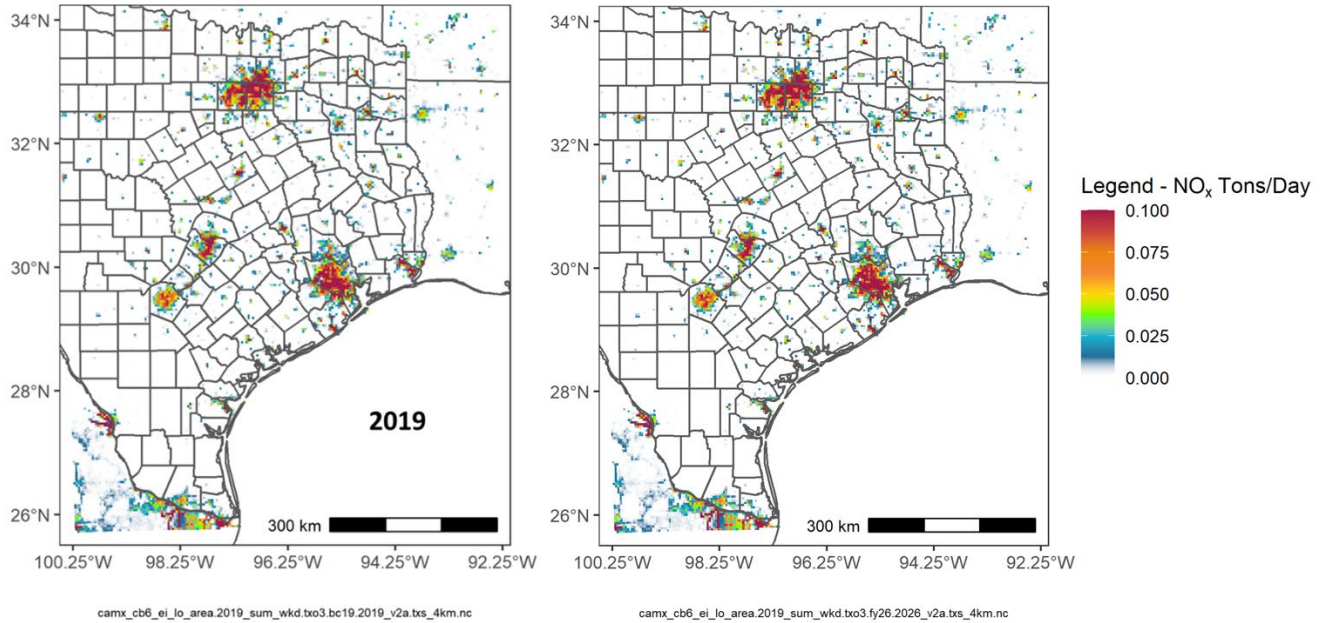 34°N
32°N
30°N
28°N
26°N
2019
300 km
100.25°W 98.25°W 96.25°W 94.25°W 92.25°W
camx_cb6_ei_lo_area.2019_sum_wkd.txo3.bc19.2019_v2a.txs_4km.nc
34°N
32°N
30°N
28°N
26°N
300 km
100.25°W 98.25°W 96.25°W 94.25°W 92.25°W
camx_cb6_ei_lo_area.2019_sum_wkd.txo3.fy26.2026_v2a.txs_4km.nc
Legend - NOₓ Tons/Day
0.100
0.075
0.050
0.025
0.000